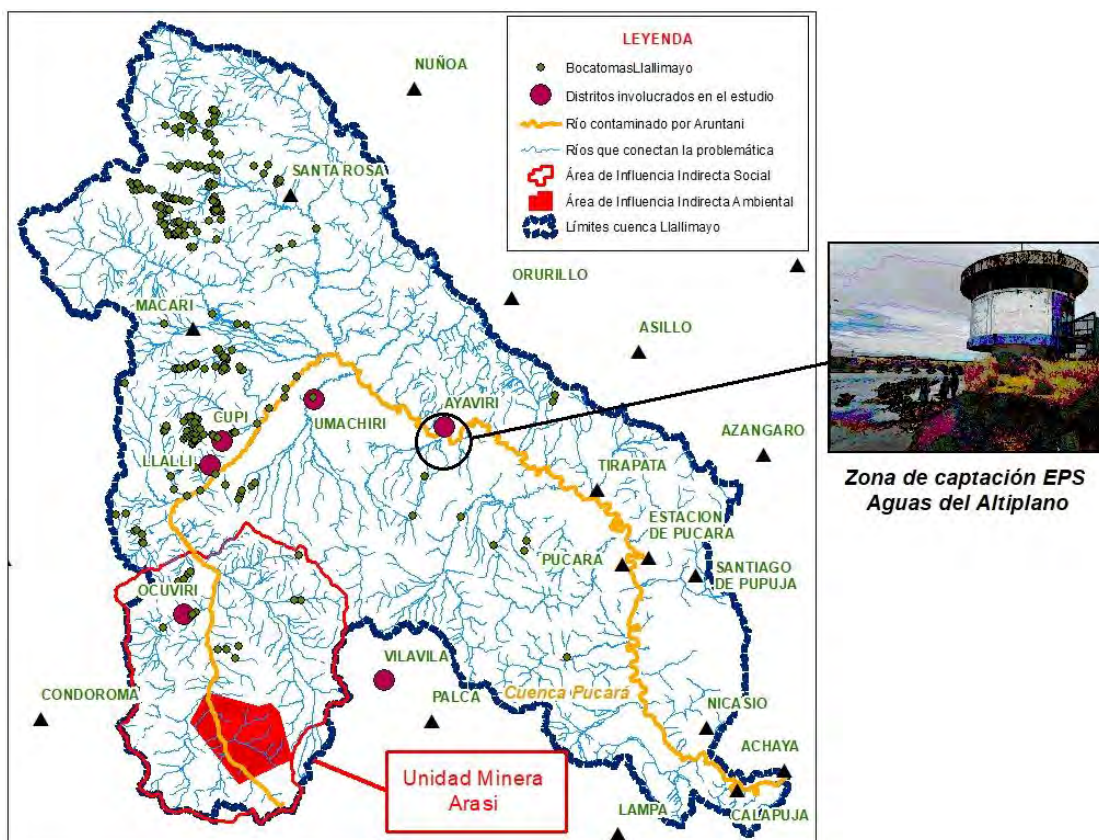 LEYENDA
BocatomasLlallimayo
Distritos involucrados en el estudio
Río contaminado por Aruntani
Ríos que conectan la problemática
Área de Influencia Indirecta Social
Área de Influencia Indirecta Ambiental
Límites cuenca Llallimayo
NUÑOA
SANTA ROSA
ORURILLO
MACARI
ASILLO
CUPI
UMACHIRI
AYAVIRI
LLALLI
AZANGARO
TIRAPATA
ESTACION
DE PUCARA
PUCARA
SANTIAGO
DE PUPUJA
OCUVIRI
VILAVILA
CONDOROMA
PALCA
Cuenca Pucará
NICASIO
ACHAYA
CALAPUJA
LAMPA
Unidad Minera
Arasi
Zona de captación EPS
Aguas del Altiplano